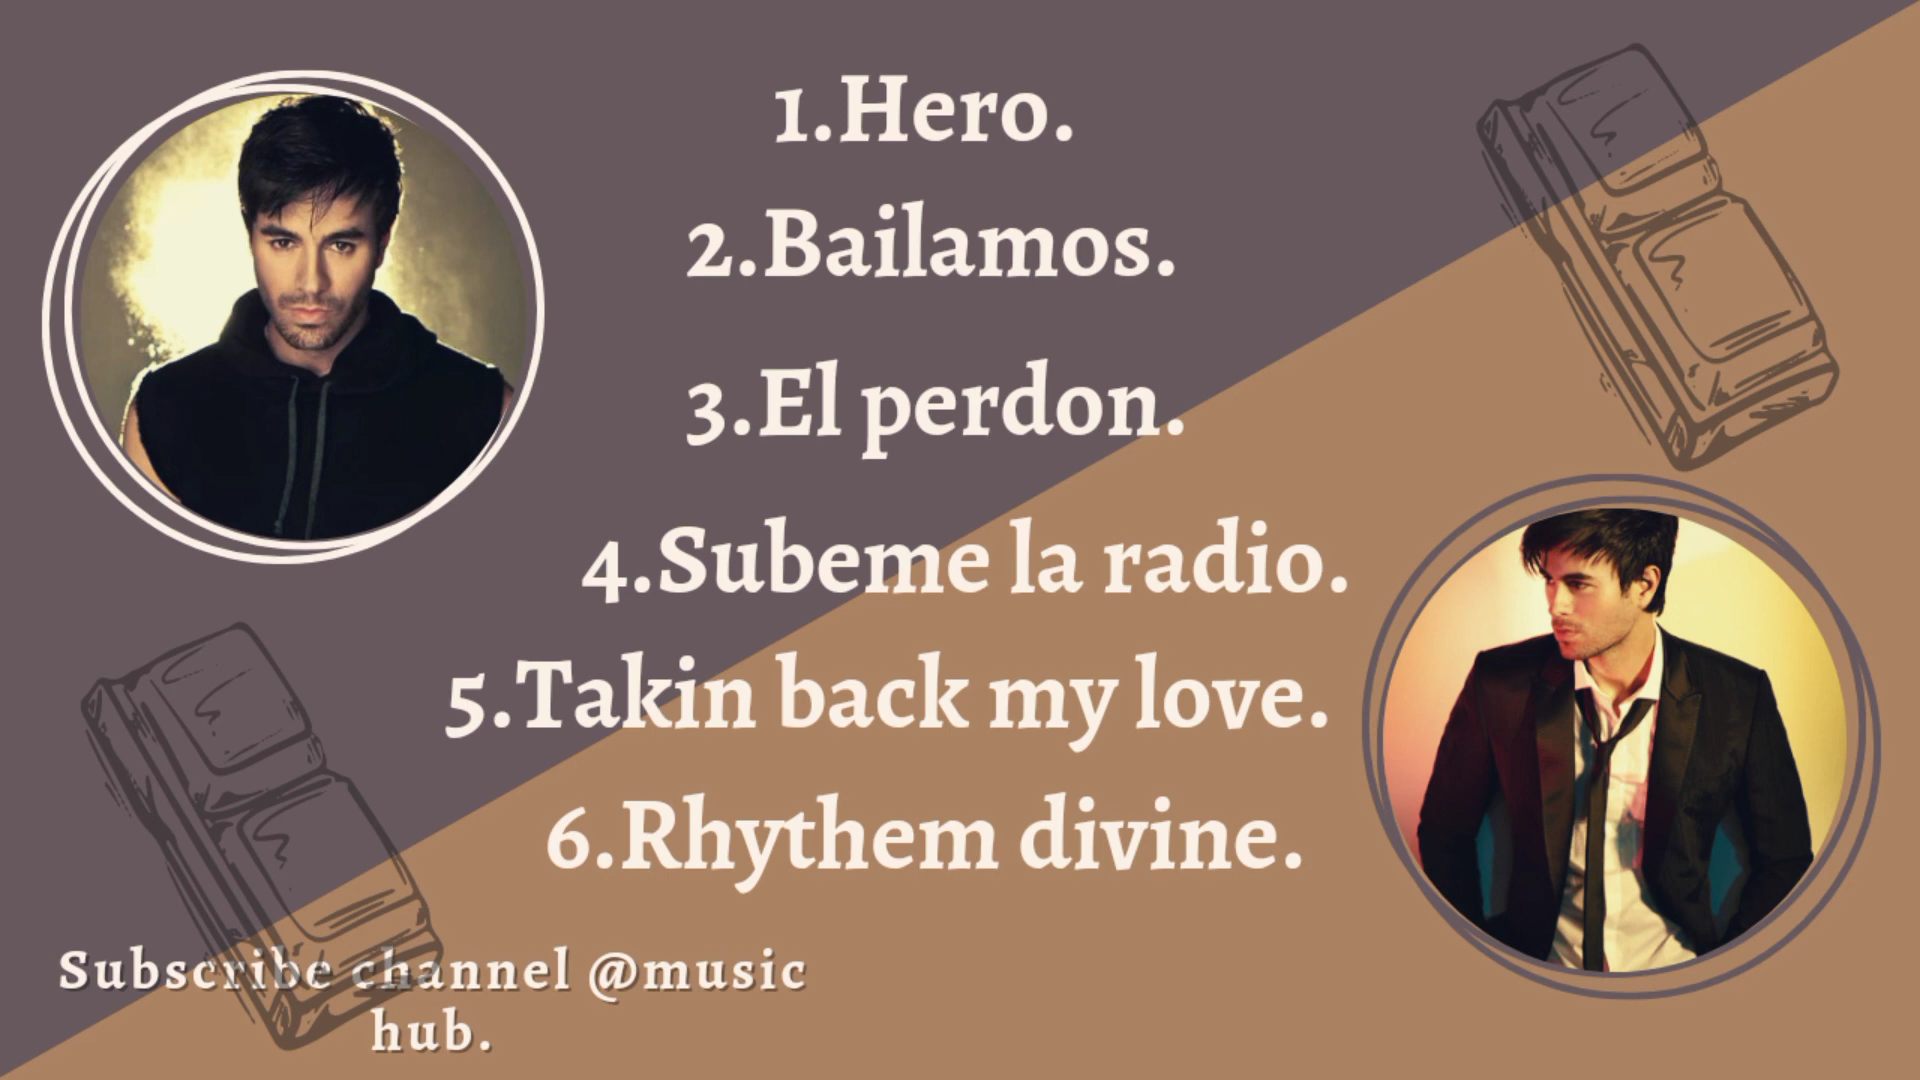 1.Hero.
2.Bailamos.
3.El perdon.
4.Subeme la radio.
5.Takin back my love.
6.Rhythem divine.
Subscribe channel @music
hub.